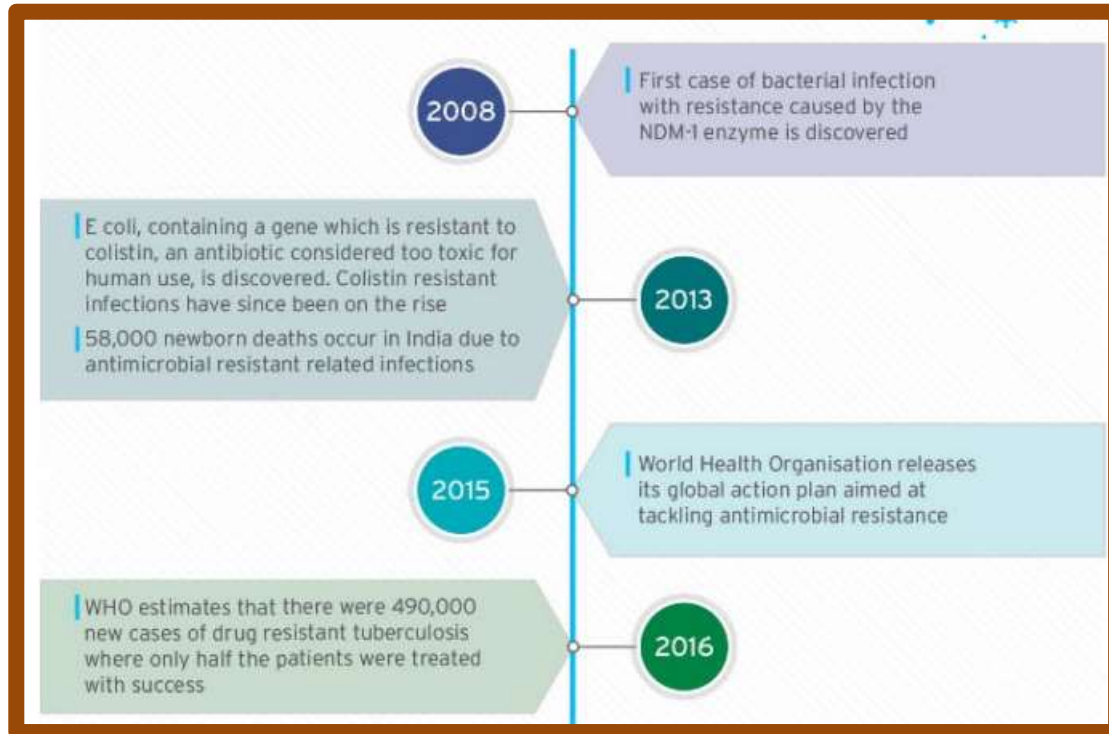 2008
First case of bacterial infection
with resistance caused by the
NDM-1 enzyme is discovered
E coli, containing a gene which is resistant to
colistin, an antibiotic considered too toxic for
human use, is discovered. Colistin resistant
infections have since been on the rise
58,000 newborn deaths occur in India due to
antimicrobial resistant related infections
2013
2015
World Health Organisation releases
its global action plan aimed at
tackling antimicrobial resistance
WHO estimates that there were 490,000
new cases of drug resistant tuberculosis
where only half the patients were treated
with success
2016